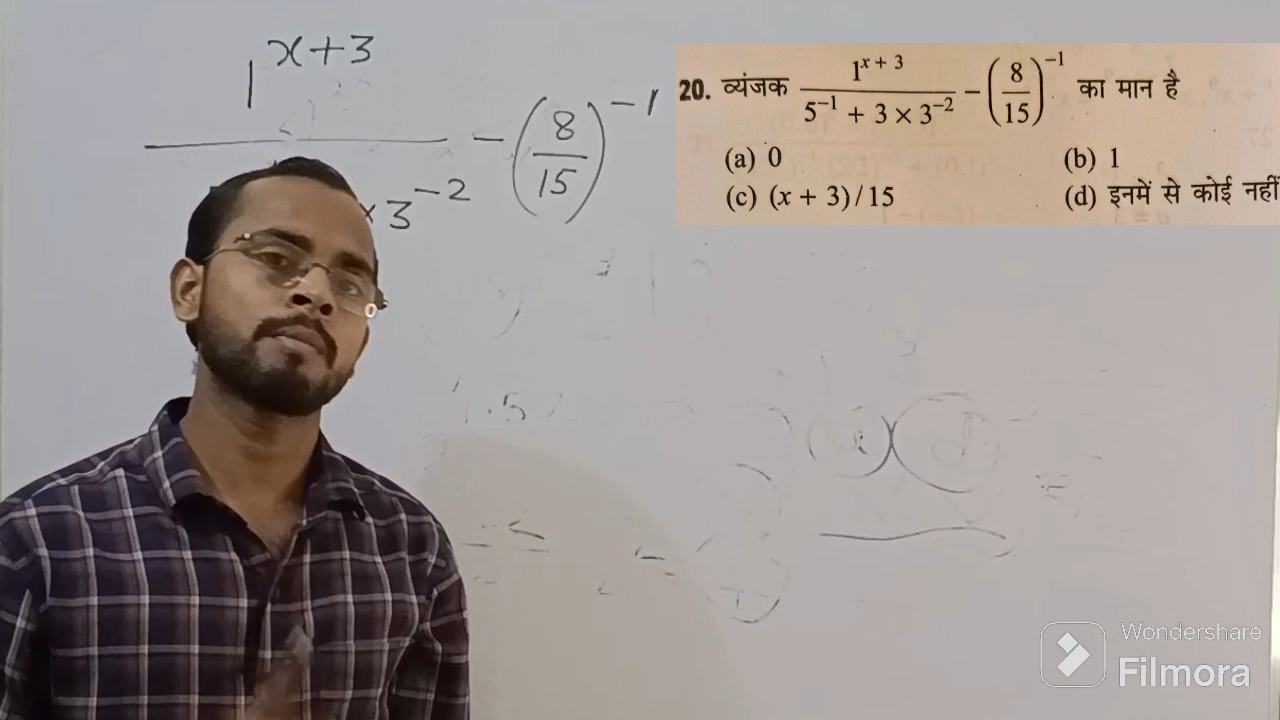 1^{x+3}
− (8/15)^{−1}
× 3^{−2}
20. व्यंजक 1^{x + 3} / (5^{−1} + 3 × 3^{−2}) − (8/15)^{−1} का मान है
(a) 0 (b) 1
(c) (x + 3)/15 (d) इनमें से कोई नहीं
Wondershare
Filmora